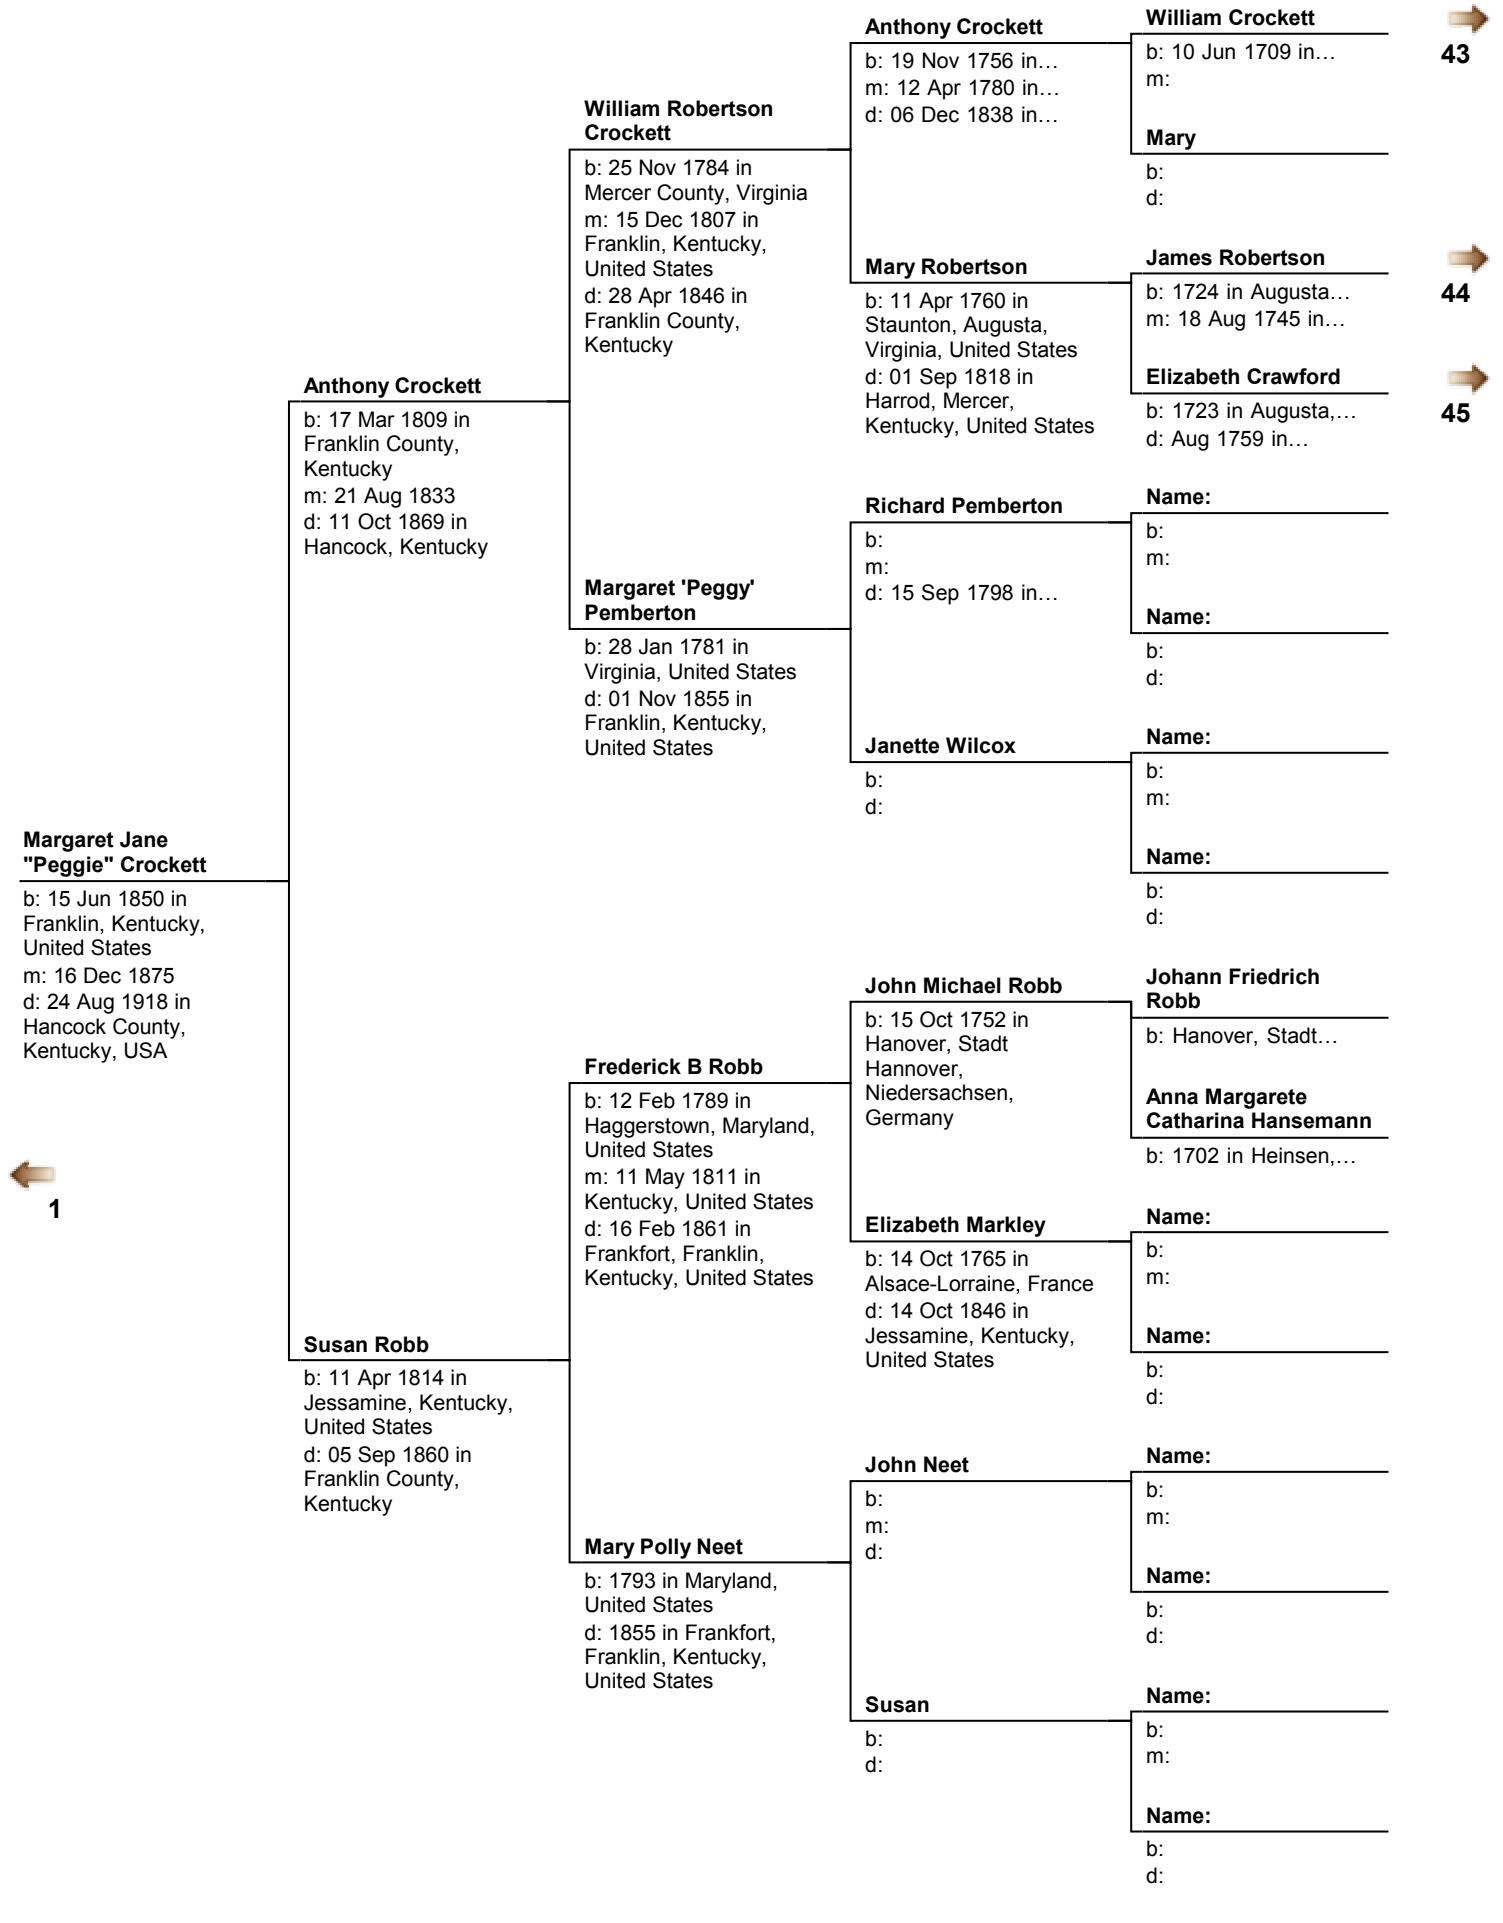 Margaret Jane
"Peggie" Crockett
b: 15 Jun 1850 in
Franklin, Kentucky,
United States
m: 16 Dec 1875
d: 24 Aug 1918 in
Hancock County,
Kentucky, USA
1
Anthony Crockett
b: 17 Mar 1809 in
Franklin County,
Kentucky
m: 21 Aug 1833
d: 11 Oct 1869 in
Hancock, Kentucky
Susan Robb
b: 11 Apr 1814 in
Jessamine, Kentucky,
United States
d: 05 Sep 1860 in
Franklin County,
Kentucky
William Robertson
Crockett
b: 25 Nov 1784 in
Mercer County, Virginia
m: 15 Dec 1807 in
Franklin, Kentucky,
United States
d: 28 Apr 1846 in
Franklin County,
Kentucky
Margaret 'Peggy'
Pemberton
b: 28 Jan 1781 in
Virginia, United States
d: 01 Nov 1855 in
Franklin, Kentucky,
United States
Frederick B Robb
b: 12 Feb 1789 in
Haggerstown, Maryland,
United States
m: 11 May 1811 in
Kentucky, United States
d: 16 Feb 1861 in
Frankfort, Franklin,
Kentucky, United States
Mary Polly Neet
b: 1793 in Maryland,
United States
d: 1855 in Frankfort,
Franklin, Kentucky,
United States
Anthony Crockett
b: 19 Nov 1756 in…
m: 12 Apr 1780 in…
d: 06 Dec 1838 in…
Mary Robertson
b: 11 Apr 1760 in
Staunton, Augusta,
Virginia, United States
d: 01 Sep 1818 in
Harrod, Mercer,
Kentucky, United States
Richard Pemberton
b:
m:
d: 15 Sep 1798 in…
Janette Wilcox
b:
d:
John Michael Robb
b: 15 Oct 1752 in
Hanover, Stadt
Hannover,
Niedersachsen,
Germany
Elizabeth Markley
b: 14 Oct 1765 in
Alsace-Lorraine, France
d: 14 Oct 1846 in
Jessamine, Kentucky,
United States
John Neet
b:
m:
d:
Susan
b:
d:
William Crockett
b: 10 Jun 1709 in…
m:
43
Mary
b:
d:
James Robertson
b: 1724 in Augusta…
m: 18 Aug 1745 in…
44
Elizabeth Crawford
b: 1723 in Augusta,…
d: Aug 1759 in…
45
Name:
b:
m:
Name:
b:
d:
Name:
b:
m:
Name:
b:
d:
Johann Friedrich
Robb
b: Hanover, Stadt…
Anna Margarete
Catharina Hansemann
b: 1702 in Heinsen,…
Name:
b:
m:
Name:
b:
d:
Name:
b:
m:
Name:
b:
d:
Name:
b:
m:
Name:
b:
d: